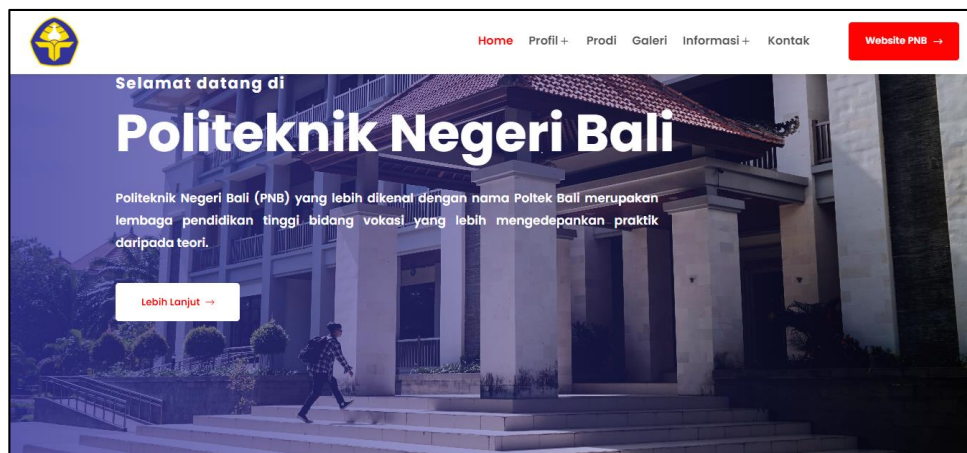 Home Profil + Prodi Galeri Informasi + Kontak Website PNB →
Selamat datang di
Politeknik Negeri Bali
Politeknik Negeri Bali (PNB) yang lebih dikenal dengan nama Poltek Bali merupakan
lembaga pendidikan tinggi bidang vokasi yang lebih mengedepankan praktik
daripada teori.
Lebih Lanjut →